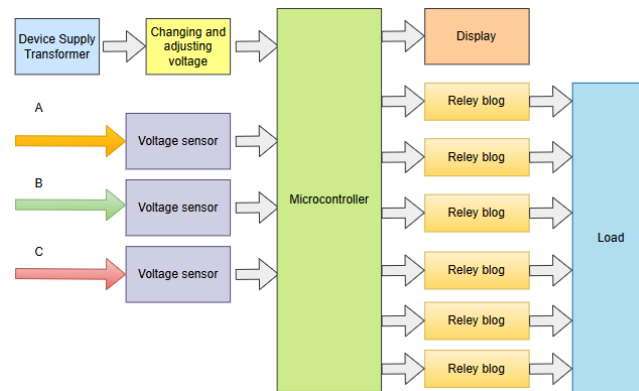 Device Supply
Transformer
Changing and
adjusting
voltage
Display
A
Voltage sensor
B
Voltage sensor
C
Voltage sensor
Microcontroller
Reley blog
Reley blog
Reley blog
Reley blog
Reley blog
Reley blog
Load